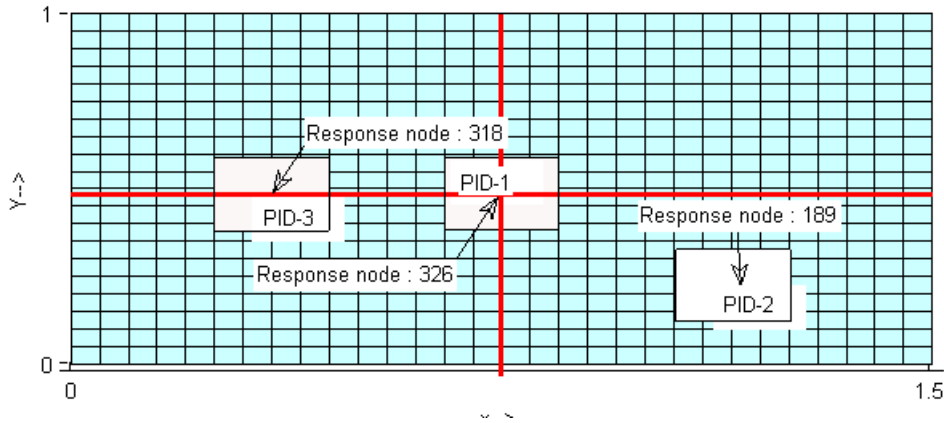 1
Response node : 318
PID-1
Y-->
PID-3
Response node : 189
Response node : 326
PID-2
0
0
1.5